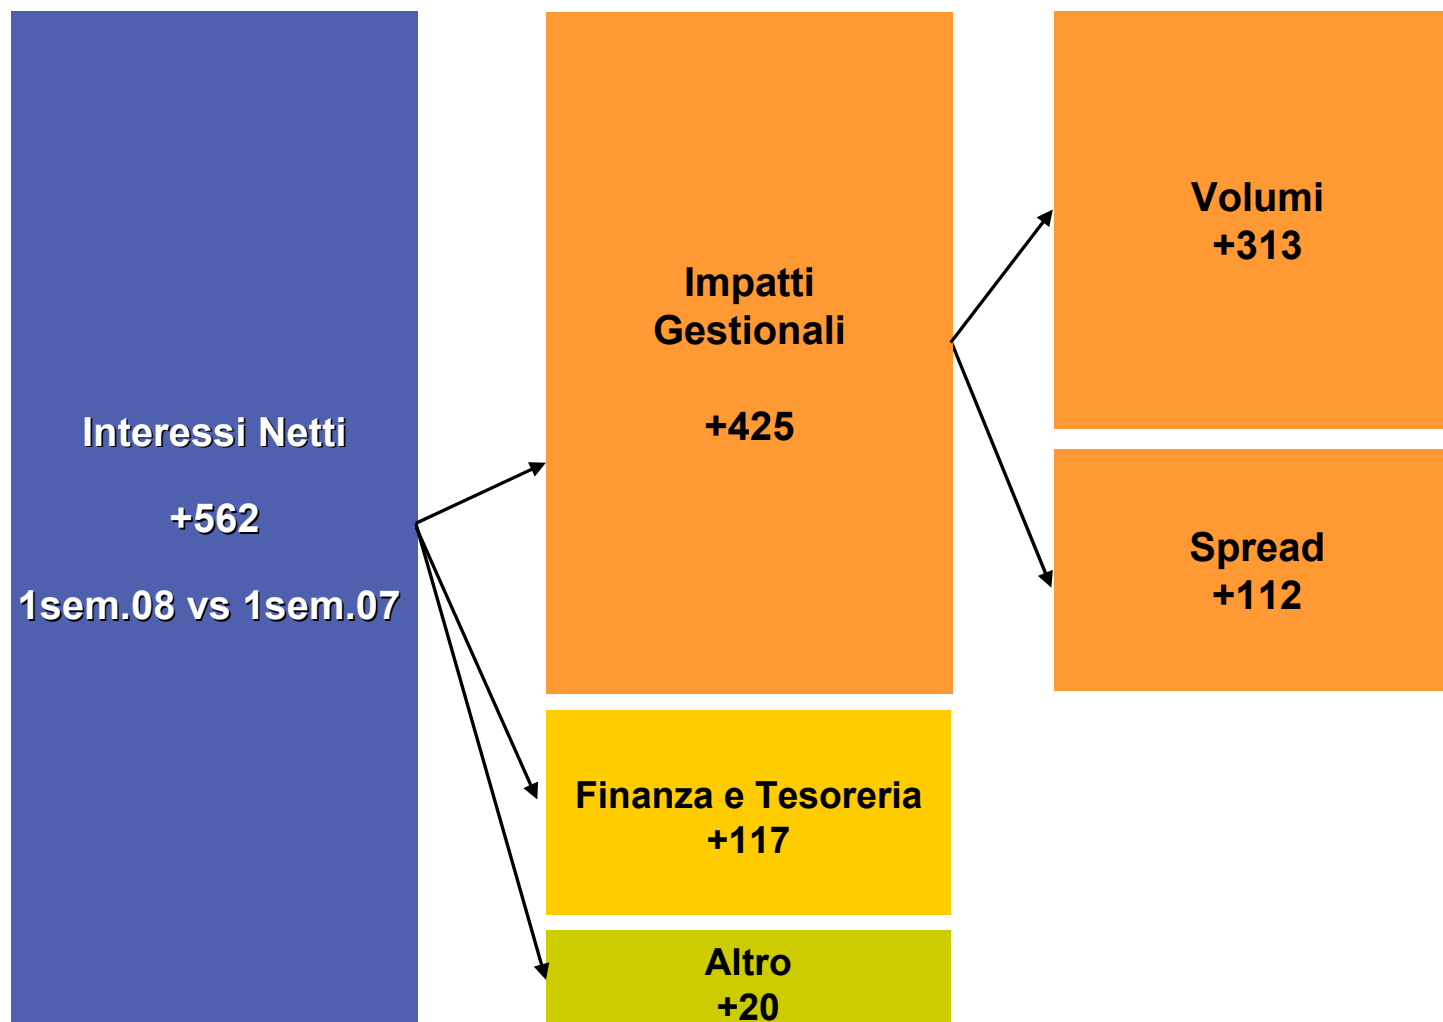 Interessi Netti
+562
1sem.08 vs 1sem.07
Impatti
Gestionali
+425
Finanza e Tesoreria
+117
Altro
+20
Volumi
+313
Spread
+112